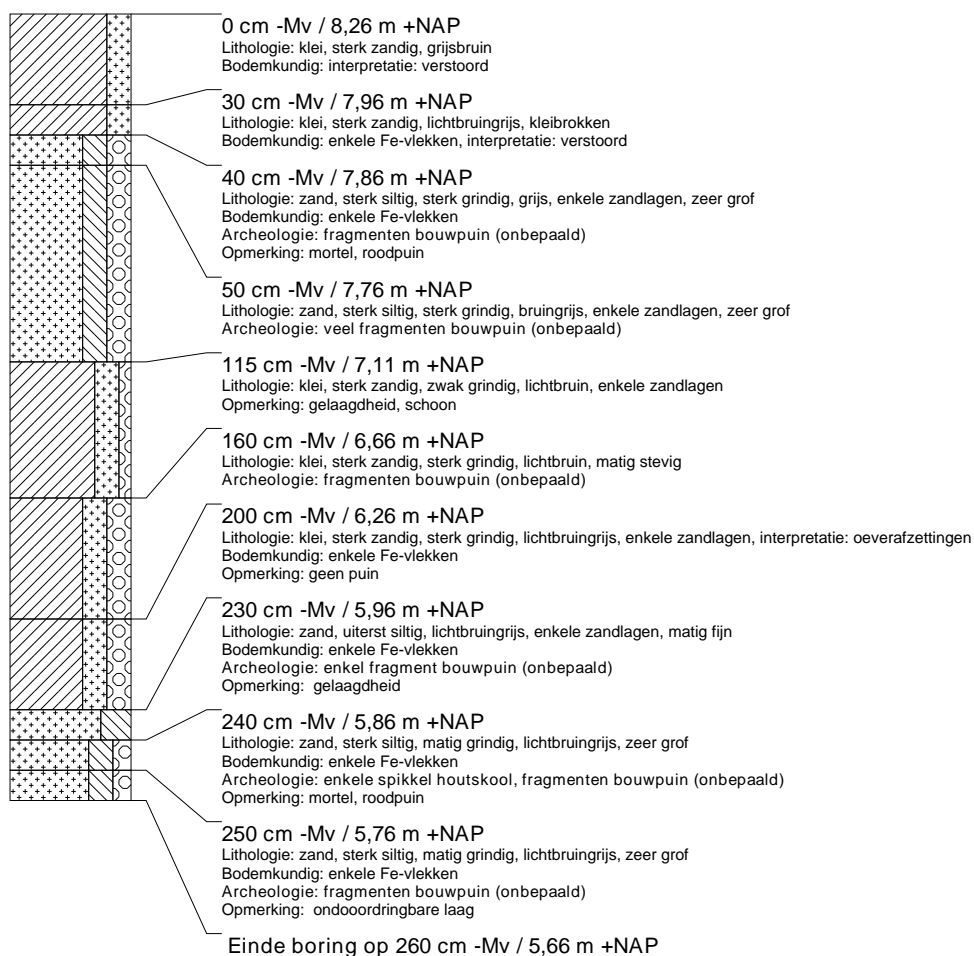 0 cm -Mv / 8,26 m +NAP
Lithologie: klei, sterk zandig, grijsbruin
Bodemkundig: interpretatie: verstoord
30 cm -Mv / 7,96 m +NAP
Lithologie: klei, sterk zandig, lichtbruingrijs, kleibrokken
Bodemkundig: enkele Fe-vlekken, interpretatie: verstoord
40 cm -Mv / 7,86 m +NAP
Lithologie: zand, sterk siltig, sterk grindig, grijs, enkele zandlagen, zeer grof
Bodemkundig: enkele Fe-vlekken
Archeologie: fragmenten bouwpuin (onbepaald)
Opmerking: mortel, roodpuin
50 cm -Mv / 7,76 m +NAP
Lithologie: zand, sterk siltig, sterk grindig, bruingrijs, enkele zandlagen, zeer grof
Archeologie: veel fragmenten bouwpuin (onbepaald)
115 cm -Mv / 7,11 m +NAP
Lithologie: klei, sterk zandig, zwak grindig, lichtbruin, enkele zandlagen
Opmerking: gelaagdheid, schoon
160 cm -Mv / 6,66 m +NAP
Lithologie: klei, sterk zandig, sterk grindig, lichtbruin, matig stevig
Archeologie: fragmenten bouwpuin (onbepaald)
200 cm -Mv / 6,26 m +NAP
Lithologie: klei, sterk zandig, sterk grindig, lichtbruingrijs, enkele zandlagen, interpretatie: oeverafzettingen
Bodemkundig: enkele Fe-vlekken
Opmerking: geen puin
230 cm -Mv / 5,96 m +NAP
Lithologie: zand, uiterst siltig, lichtbruingrijs, enkele zandlagen, matig fijn
Bodemkundig: enkele Fe-vlekken
Archeologie: enkel fragment bouwpuin (onbepaald)
Opmerking: gelaagdheid
240 cm -Mv / 5,86 m +NAP
Lithologie: zand, sterk siltig, matig grindig, lichtbruingrijs, zeer grof
Bodemkundig: enkele Fe-vlekken
Archeologie: enkele spikkel houtskool, fragmenten bouwpuin (onbepaald)
Opmerking: mortel, roodpuin
250 cm -Mv / 5,76 m +NAP
Lithologie: zand, sterk siltig, matig grindig, lichtbruingrijs, zeer grof
Bodemkundig: enkele Fe-vlekken
Archeologie: fragmenten bouwpuin (onbepaald)
Opmerking: ondooordringbare laag
Einde boring op 260 cm -Mv / 5,66 m +NAP